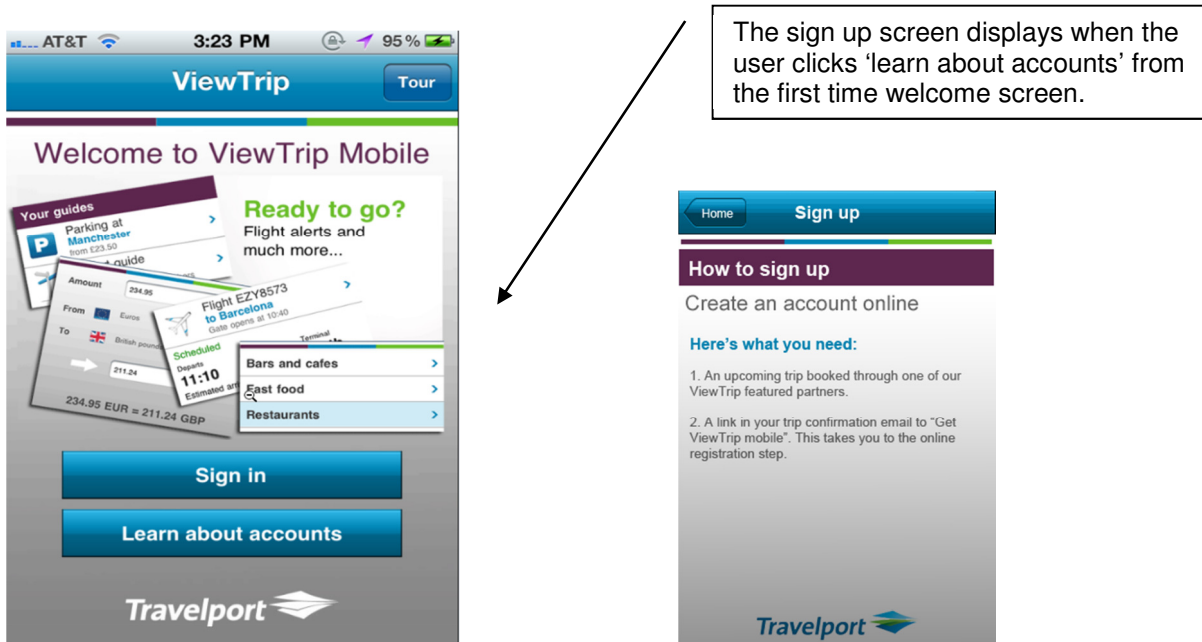 AT&T 3:23 PM 95%
ViewTrip Tour
Welcome to ViewTrip Mobile
Your guides
P Parking at
Manchester
from £23.50
guide
Ready to go?
Flight alerts and
much more...
Amount 234.95
From Euros
To British pound
211.24
234.95 EUR = 211.24 GBP
Flight EZY8573
to Barcelona
Gate opens at 10:40
Scheduled
Departs
Terminal
11:10
Estimated arr
Bars and cafes
Fast food
Restaurants
Sign in
Learn about accounts
Travelport
The sign up screen displays when the
user clicks ‘learn about accounts’ from
the first time welcome screen.
Home Sign up
How to sign up
Create an account online
Here's what you need:
1. An upcoming trip booked through one of our
ViewTrip featured partners.
2. A link in your trip confirmation email to “Get
ViewTrip mobile”. This takes you to the online
registration step.
Travelport